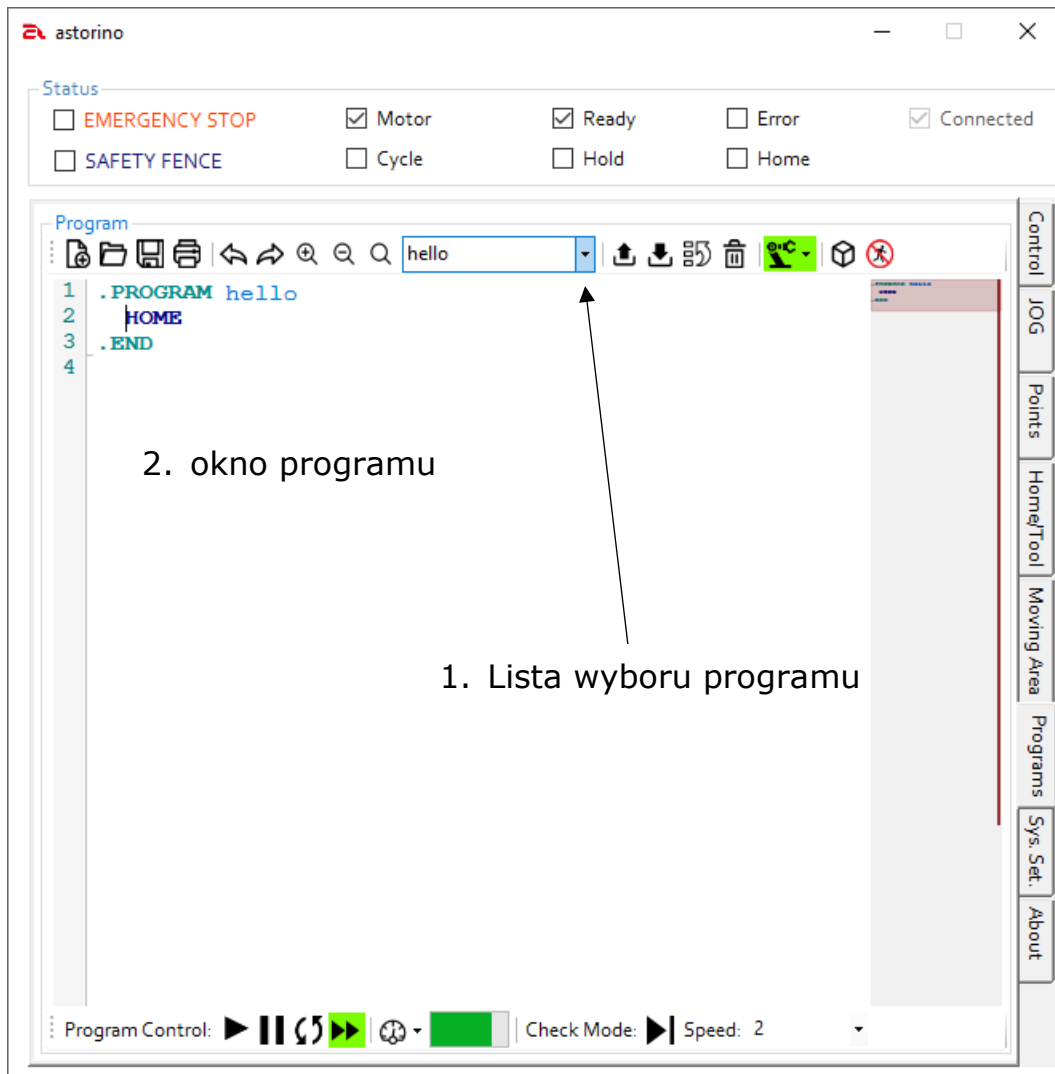 astorino
Status
EMERGENCY STOP Motor Ready Error Connected
SAFETY FENCE Cycle Hold Home
Program
hello
1 .PROGRAM hello
2 HOME
3 .END
4
2. okno programu
1. Lista wyboru programu
Control
JOG
Points
Home/Tool
Moving Area
Programs
Sys. Set.
About
Program Control: Check Mode: Speed: 2